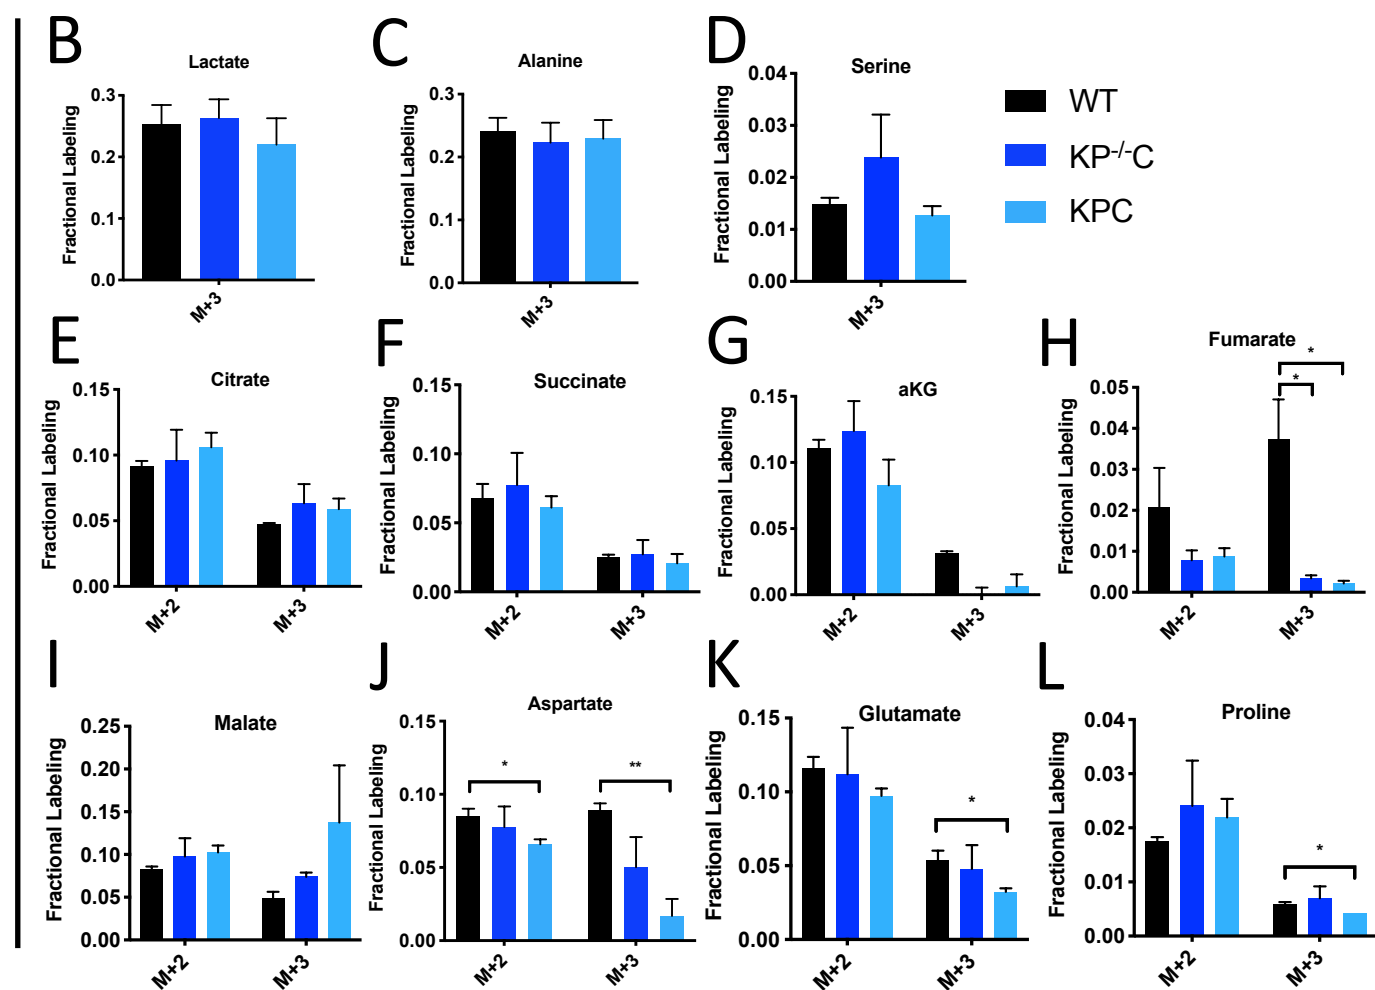 B
Lactate
Fractional Labeling
0.3
0.2
0.1
0.0
M+3
C
Alanine
Fractional Labeling
0.3
0.2
0.1
0.0
M+3
D
Serine
Fractional Labeling
0.04
0.03
0.02
0.01
0.00
M+3
WT
KP-/-C
KPC
E
Citrate
Fractional Labeling
0.15
0.10
0.05
0.00
M+2
M+3
F
Succinate
Fractional Labeling
0.15
0.10
0.05
0.00
M+2
M+3
G
aKG
Fractional Labeling
0.15
0.10
0.05
0.00
M+2
M+3
H
Fumarate
*
*
Fractional Labeling
0.05
0.04
0.03
0.02
0.01
0.00
M+2
M+3
I
Malate
Fractional Labeling
0.25
0.20
0.15
0.10
0.05
0.00
M+2
M+3
J
Aspartate
*
**
Fractional Labeling
0.15
0.10
0.05
0.00
M+2
M+3
K
Glutamate
*
Fractional Labeling
0.15
0.10
0.05
0.00
M+2
M+3
L
Proline
*
Fractional Labeling
0.04
0.03
0.02
0.01
0.00
M+2
M+3